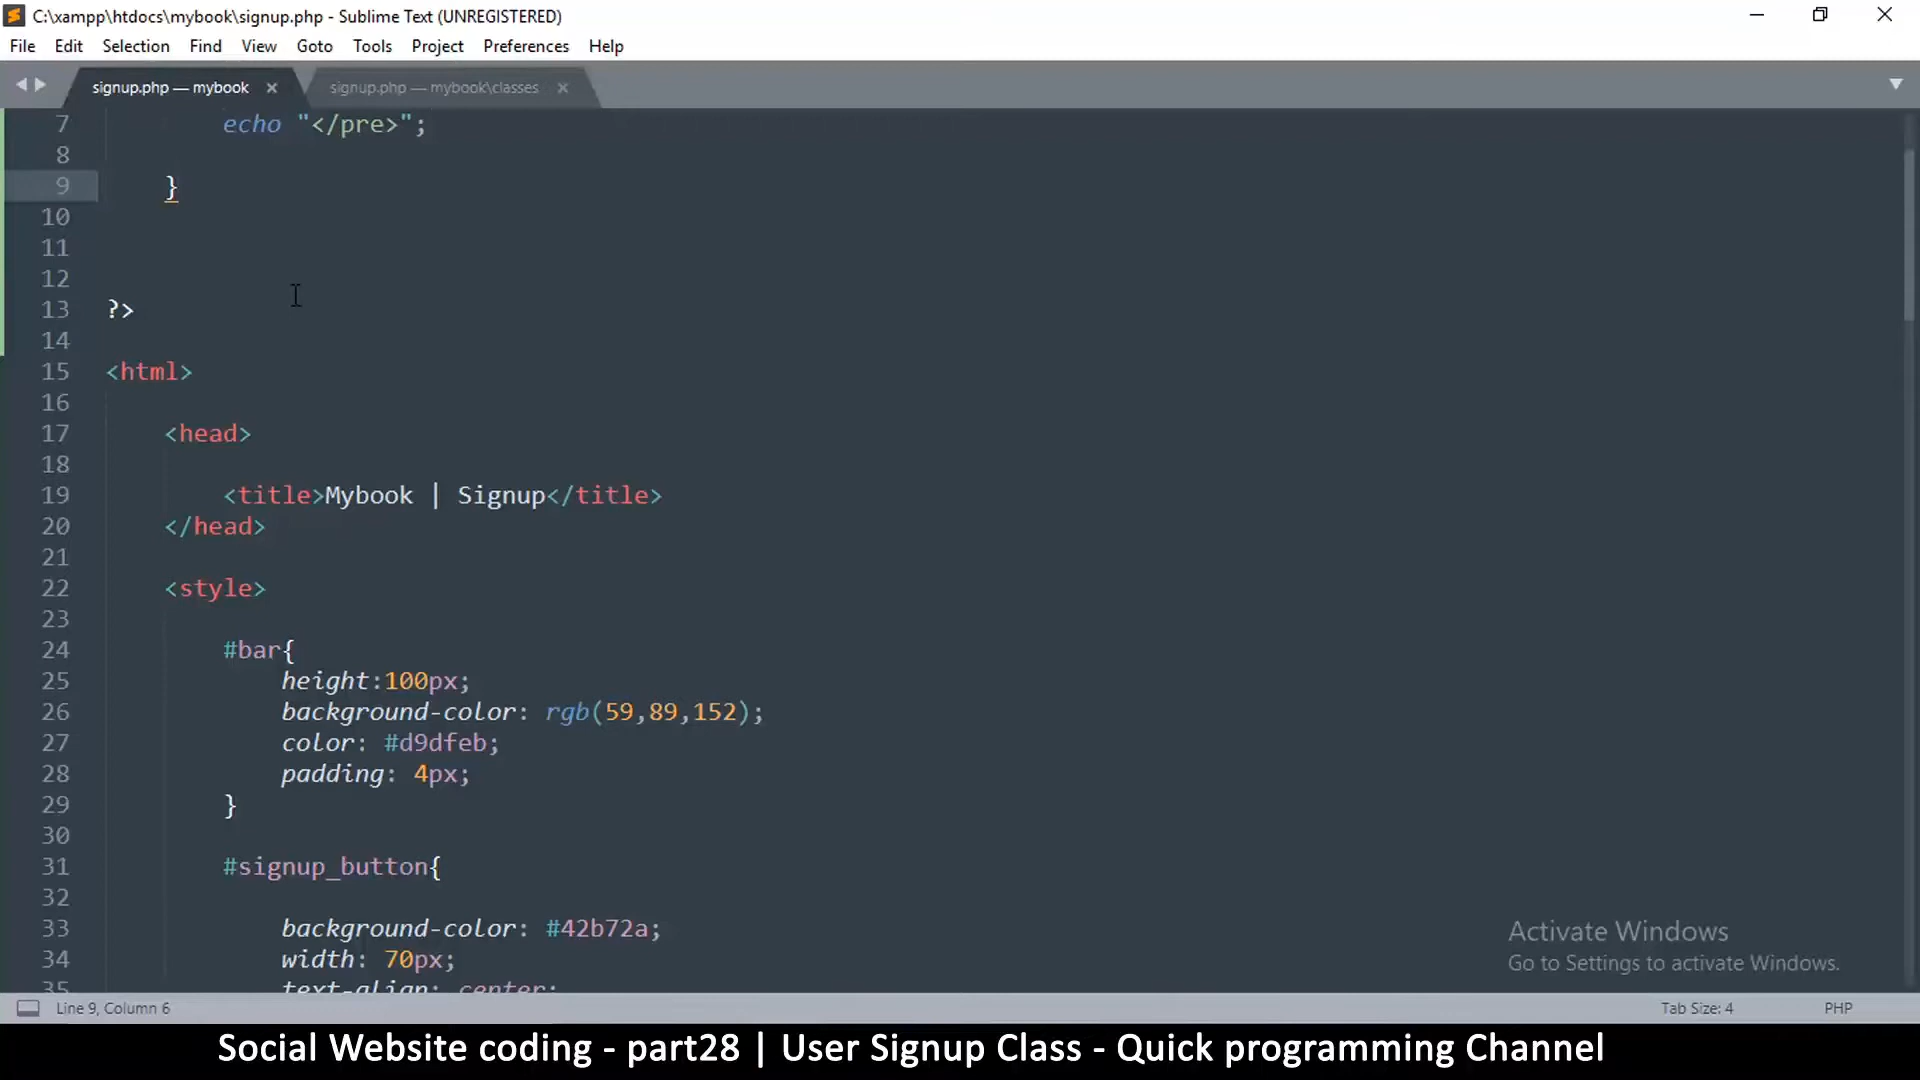 C:\xampp\htdocs\mybook\signup.php - Sublime Text (UNREGISTERED)
File Edit Selection Find View Goto Tools Project Preferences Help
signup.php — mybook × signup.php — mybook\classes ×
7 echo "</pre>";
8
9 }
10
11
12
13 ?>
14
15 <html>
16
17 <head>
18
19 <title>Mybook | Signup</title>
20 </head>
21
22 <style>
23
24 #bar{
25 height:100px;
26 background-color: rgb(59,89,152);
27 color: #d9dfeb;
28 padding: 4px;
29 }
30
31 #signup_button{
32
33 background-color: #42b72a;
34 width: 70px;
35 text-align: center;
Activate Windows
Go to Settings to activate Windows.
Line 9, Column 6 Tab Size: 4 PHP
Social Website coding - part28 | User Signup Class - Quick programming Channel